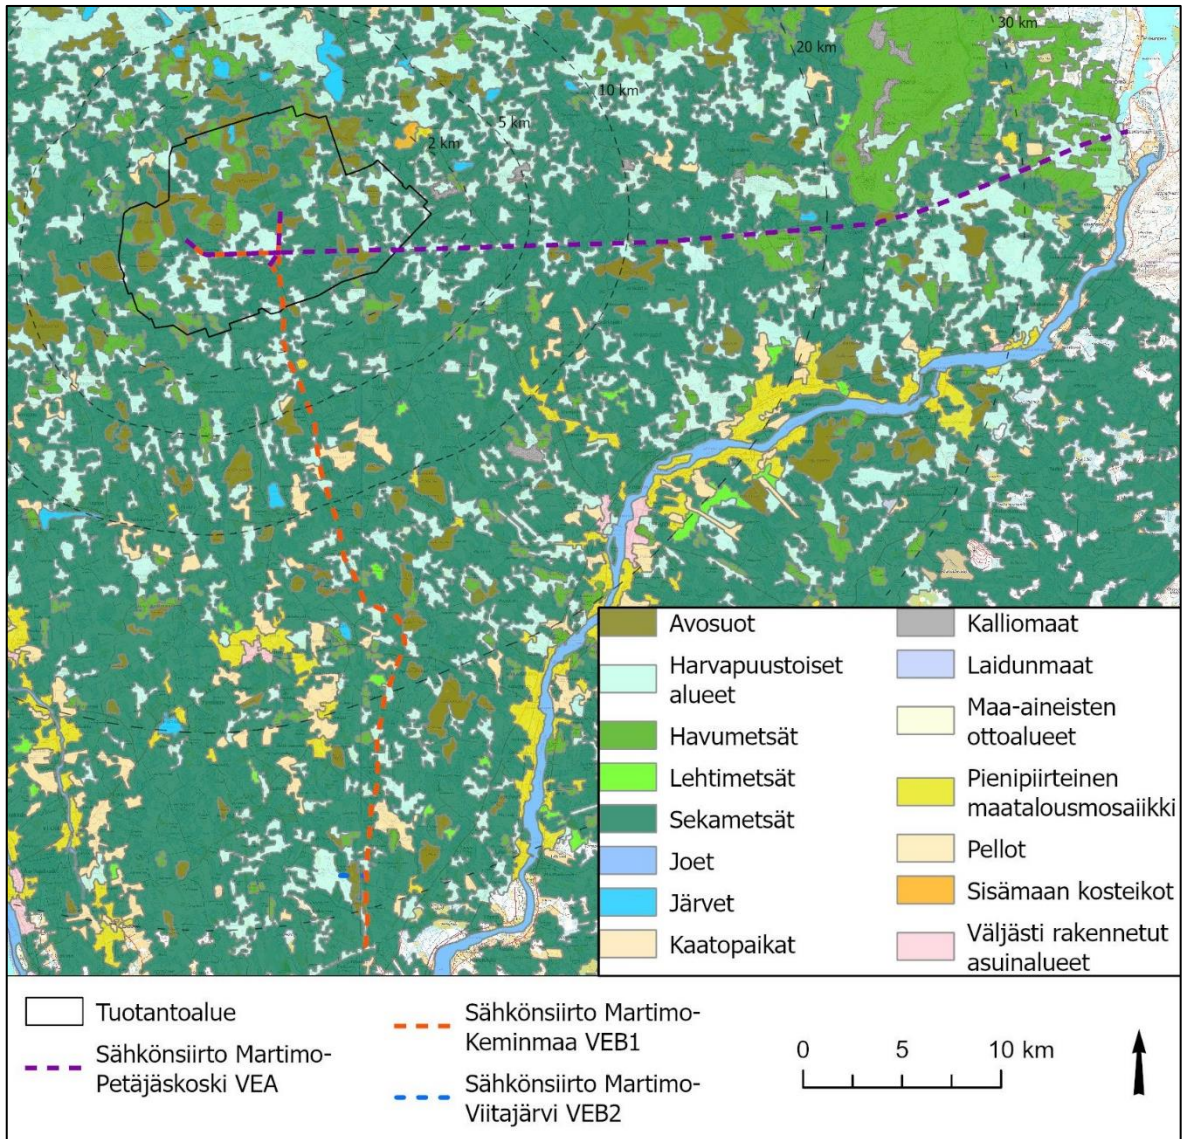 30 km
20 km
10 km
5 km
2 km
Avosuot
Harvapuustoiset
alueet
Havumetsät
Lehtimetsät
Sekametsät
Joet
Järvet
Kaatopaikat
Kalliomaat
Laidunmaat
Maa-aineisten
ottoalueet
Pienipiirteinen
maatalousmosaiikki
Pellot
Sisämaan kosteikot
Väljästi rakennetut
asuinalueet
Tuotantoalue
Sähkönsiirto Martimo-
Petäjäskoski VEA
Sähkönsiirto Martimo-
Keminmaa VEB1
Sähkönsiirto Martimo-
Viitajärvi VEB2
0 5 10 km